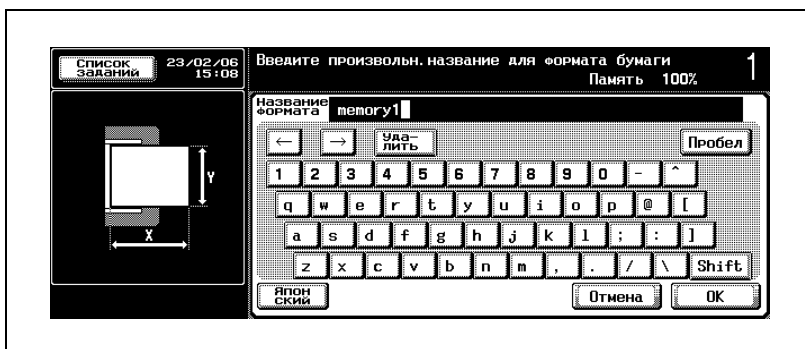 Список
заданий
23/02/06
15:08
Введите произвольн.название для формата бумаги
Память 100%
1
Название
формата memory1
← → Уда-
лить Пробел
1 2 3 4 5 6 7 8 9 0 - ^
q w e r t y u i o p @ [
a s d f g h j k l ; : ]
z x c v b n m , . / \ Shift
Y
X
Япон
ский
Отмена OK